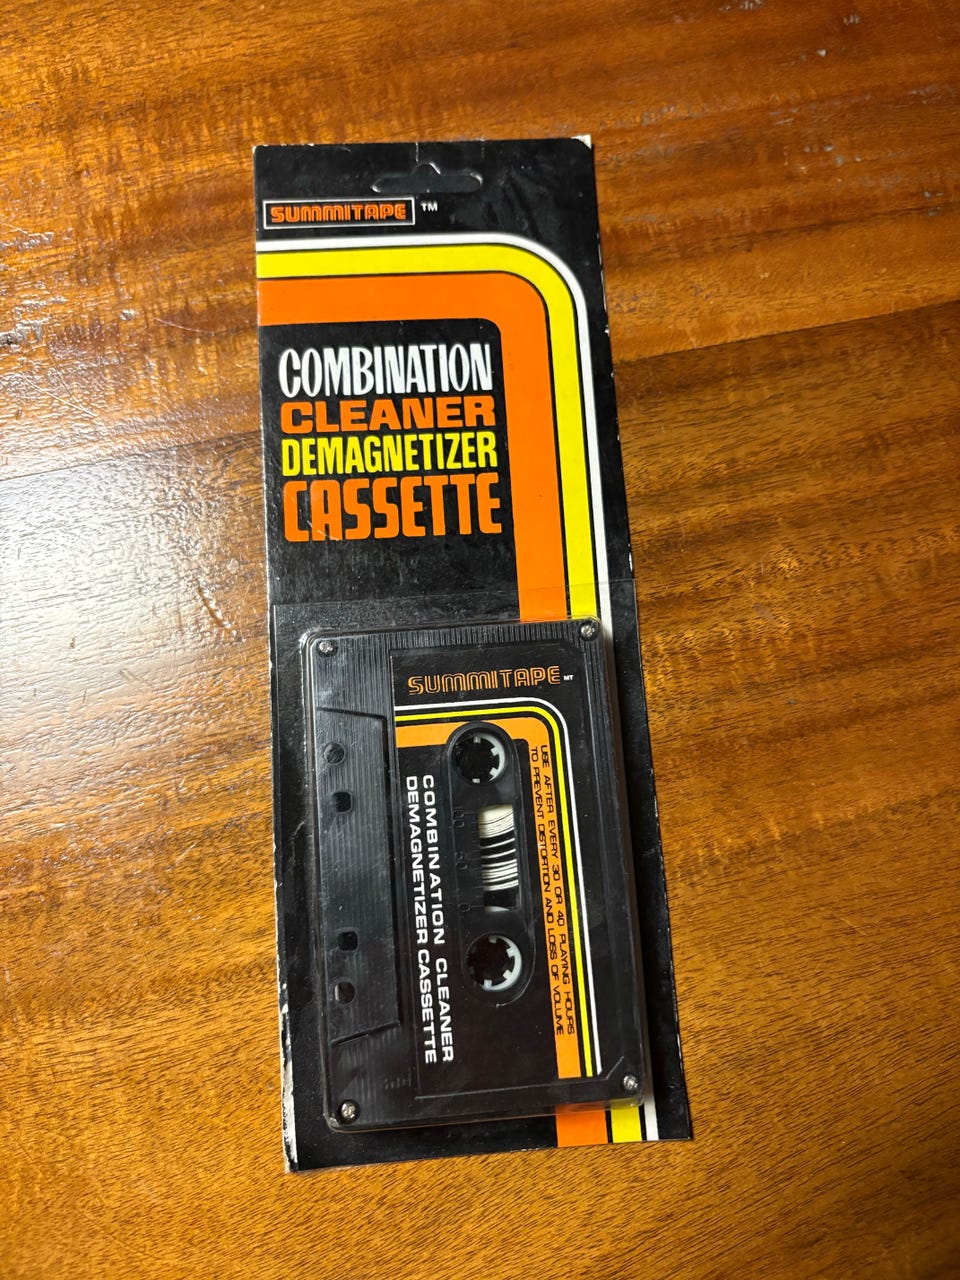 SUMMITAPE ™
COMBINATION
CLEANER
DEMAGNETIZER
CASSETTE
SUMMITAPE MT
USE AFTER EVERY 30 OR 40 PLAYING HOURS
TO PREVENT DISTORTION AND LOSS OF VOLUME
COMBINATION CLEANER
DEMAGNETIZER CASSETTE